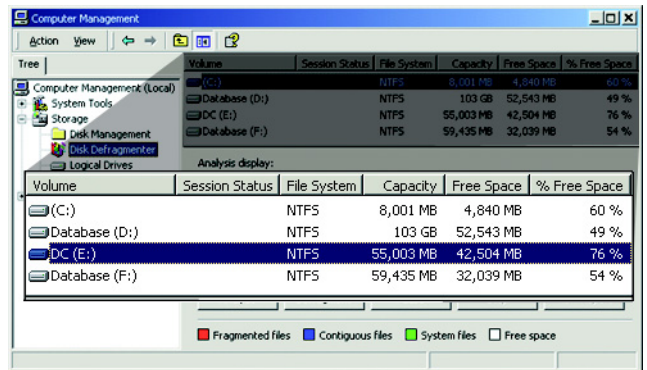 Computer Management
Action View
Tree
Volume Session Status File System Capacity Free Space % Free Space
Computer Management (Local)
System Tools
Storage
Disk Management
Disk Defragmenter
Logical Drives
(C:) NTFS 8,001 MB 4,840 MB 60 %
Database (D:) NTFS 103 GB 52,543 MB 49 %
DC (E:) NTFS 55,003 MB 42,504 MB 76 %
Database (F:) NTFS 59,435 MB 32,039 MB 54 %
Analysis display:
Volume Session Status File System Capacity Free Space % Free Space
(C:) NTFS 8,001 MB 4,840 MB 60 %
Database (D:) NTFS 103 GB 52,543 MB 49 %
DC (E:) NTFS 55,003 MB 42,504 MB 76 %
Database (F:) NTFS 59,435 MB 32,039 MB 54 %
Fragmented files Contiguous files System files Free space